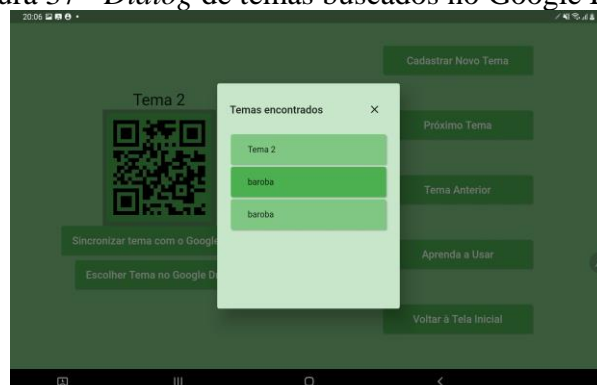 37 - Dialog de temas buscados no Google
20:06
Cadastrar Novo Tema
Tema 2
Temas encontrados
Próximo Tema
Tema 2
baroba
Tema Anterior
baroba
Sincronizar tema com o Google
Aprenda a Usar
Escolher Tema no Google
Voltar à Tela Inicial